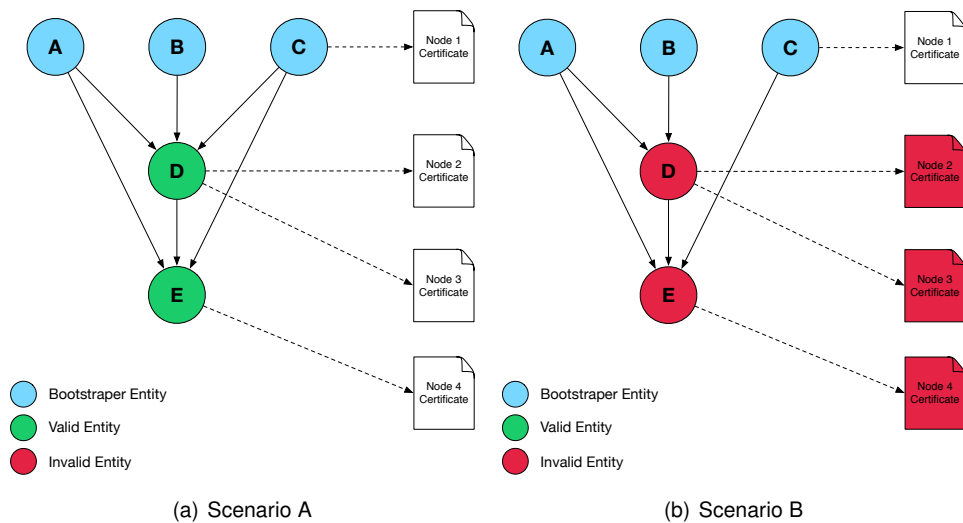 A
B
C
Node 1
Certificate
D
Node 2
Certificate
Node 3
Certificate
E
Node 4
Certificate
Bootstraper Entity
Valid Entity
Invalid Entity
(a) Scenario A
A
B
C
Node 1
Certificate
D
Node 2
Certificate
Node 3
Certificate
E
Node 4
Certificate
Bootstraper Entity
Valid Entity
Invalid Entity
(b) Scenario B